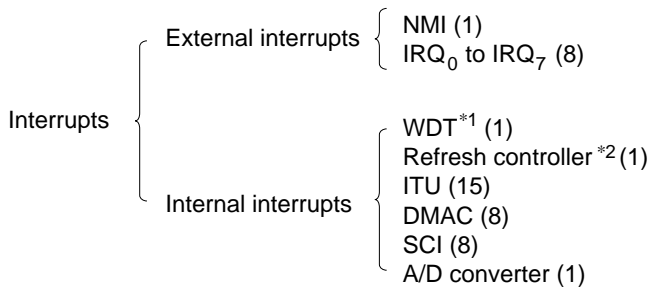 Interrupts
External interrupts
NMI (1)
IRQ0 to IRQ7 (8)
Internal interrupts
WDT*1 (1)
Refresh controller *2 (1)
ITU (15)
DMAC (8)
SCI (8)
A/D converter (1)